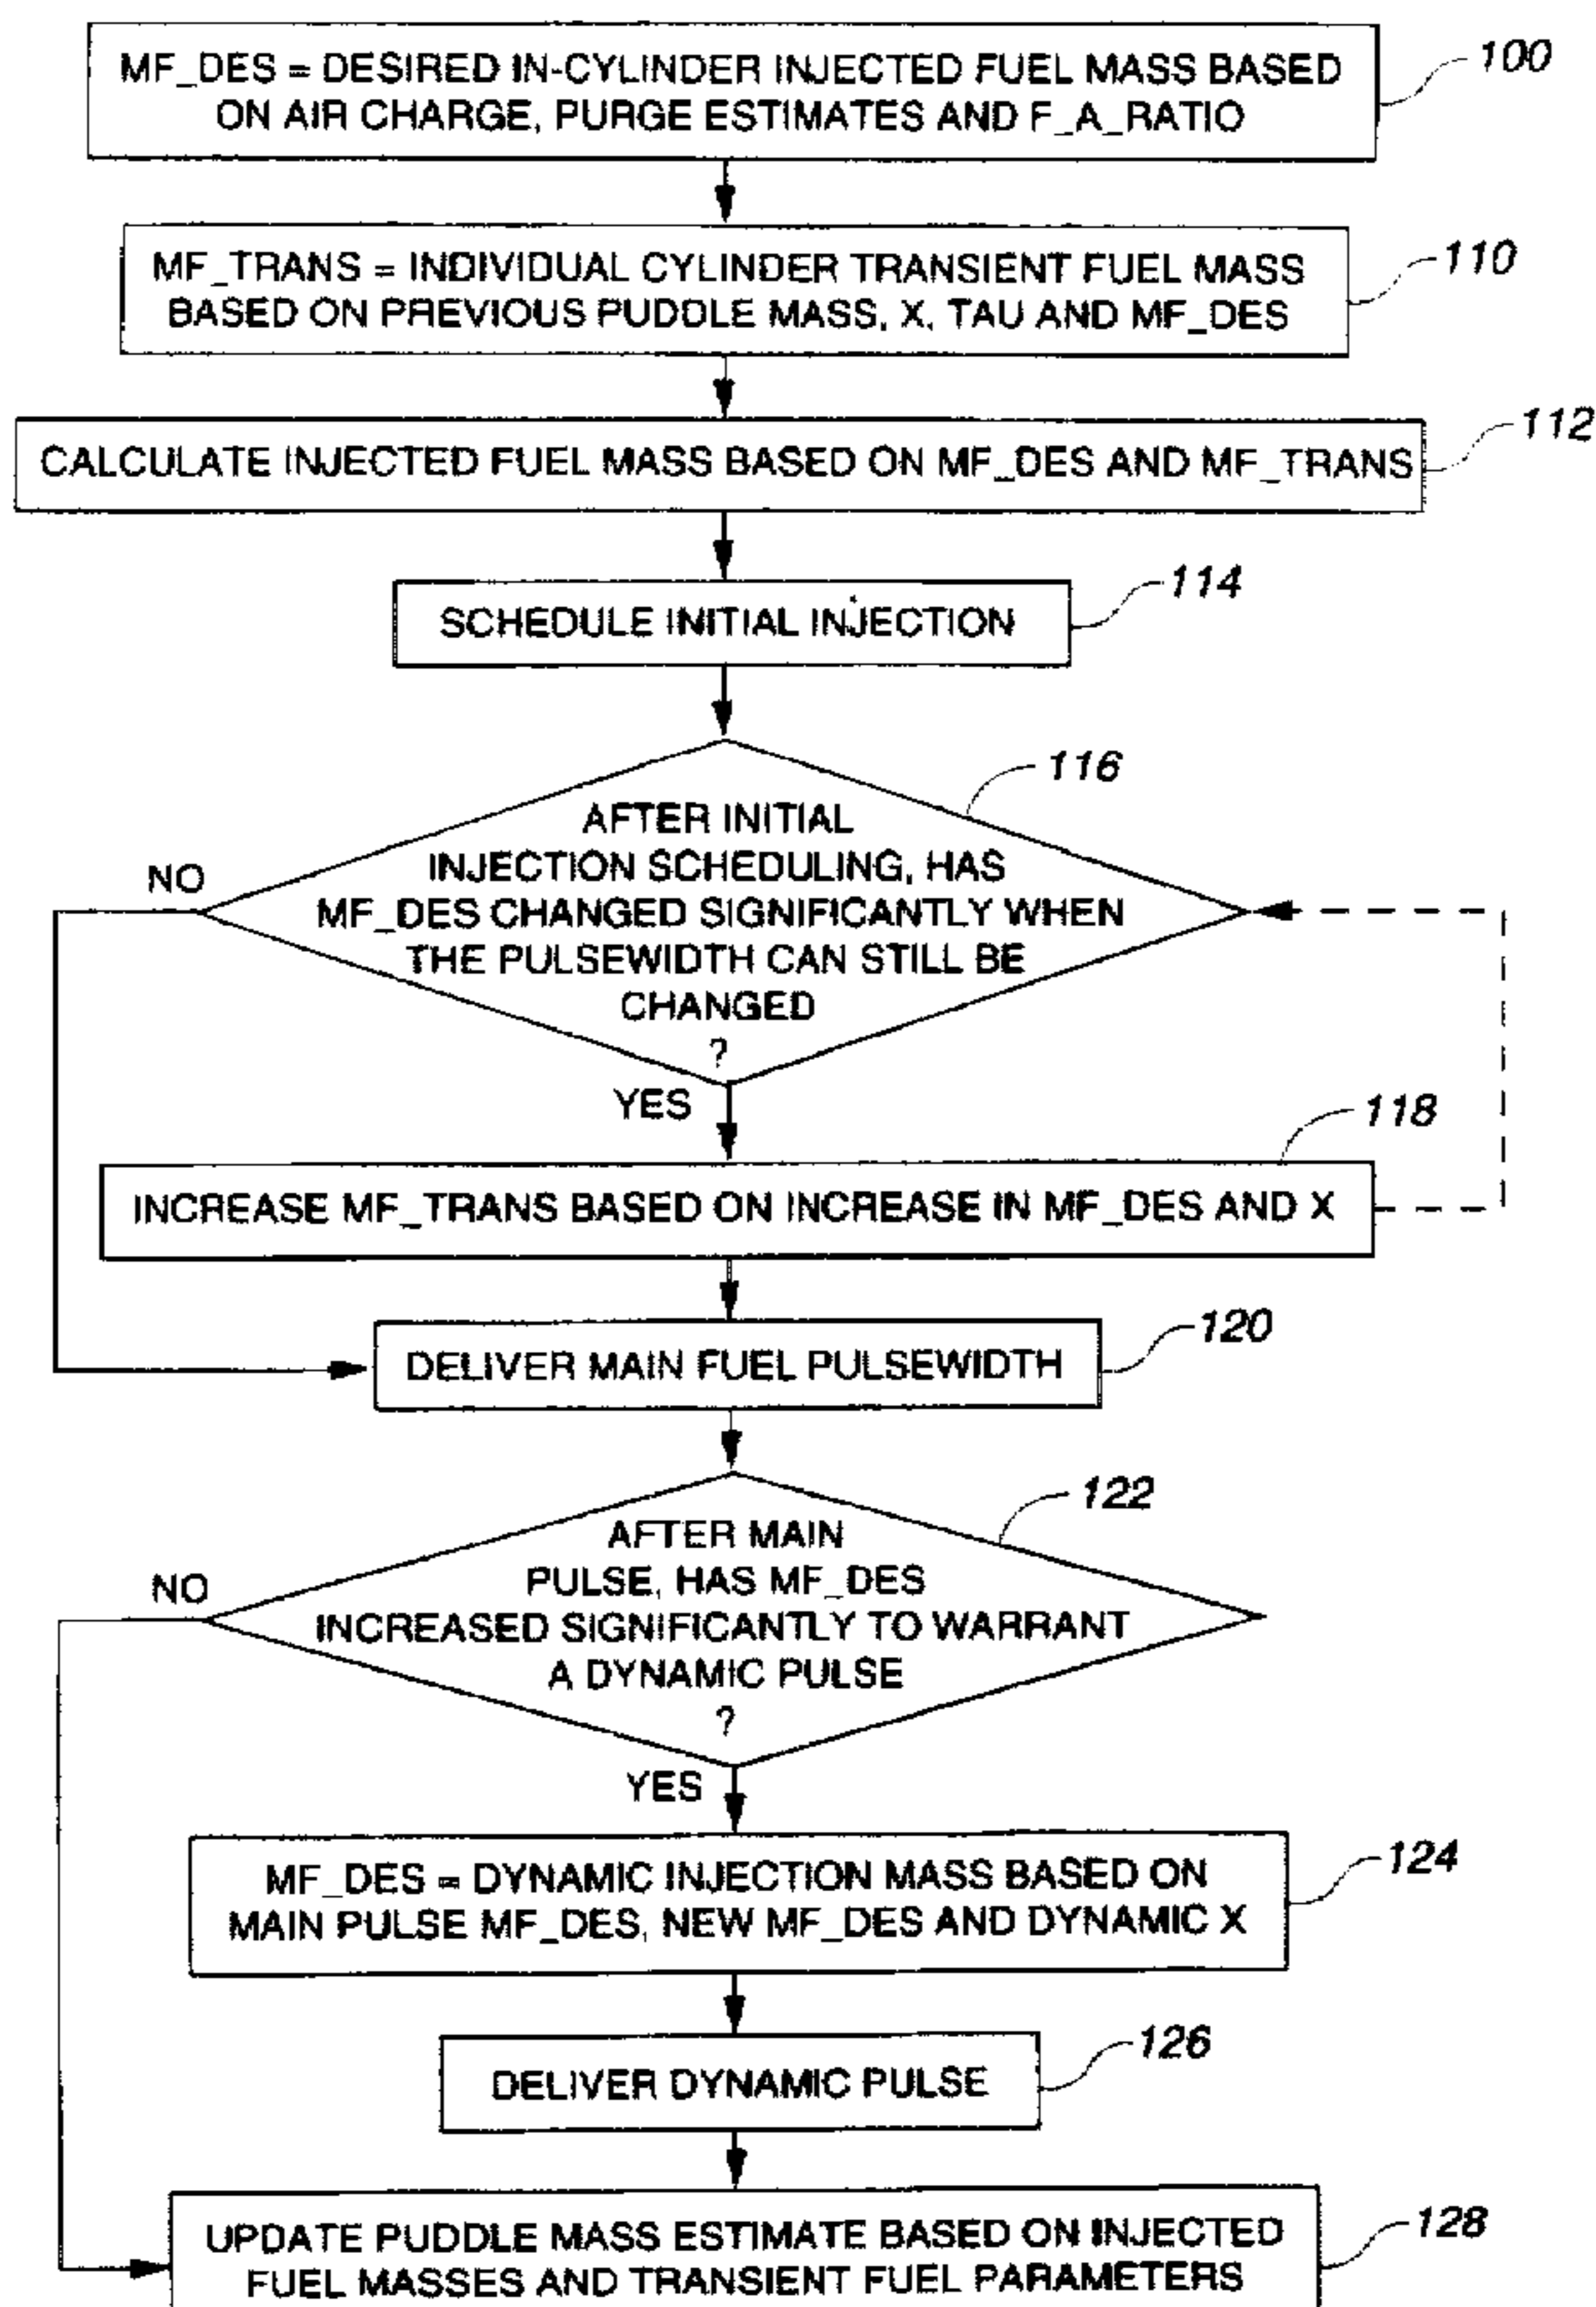 MF_DES = DESIRED IN-CYLINDER INJECTED FUEL MASS BASED
ON AIR CHARGE, PURGE ESTIMATES AND F_A_RATIO
100
MF_TRANS = INDIVIDUAL CYLINDER TRANSIENT FUEL MASS
BASED ON PREVIOUS PUDDLE MASS, X, TAU AND MF_DES
110
CALCULATE INJECTED FUEL MASS BASED ON MF_DES AND MF_TRANS
112
SCHEDULE INITIAL INJECTION
114
116
AFTER INITIAL
INJECTION SCHEDULING, HAS
MF_DES CHANGED SIGNIFICANTLY WHEN
THE PULSEWIDTH CAN STILL BE
CHANGED
?
NO
YES
118
INCREASE MF_TRANS BASED ON INCREASE IN MF_DES AND X
120
DELIVER MAIN FUEL PULSEWIDTH
122
AFTER MAIN
PULSE, HAS MF_DES
INCREASED SIGNIFICANTLY TO WARRANT
A DYNAMIC PULSE
?
NO
YES
124
MF_DES = DYNAMIC INJECTION MASS BASED ON
MAIN PULSE MF_DES, NEW MF_DES AND DYNAMIC X
126
DELIVER DYNAMIC PULSE
128
UPDATE PUDDLE MASS ESTIMATE BASED ON INJECTED
FUEL MASSES AND TRANSIENT FUEL PARAMETERS